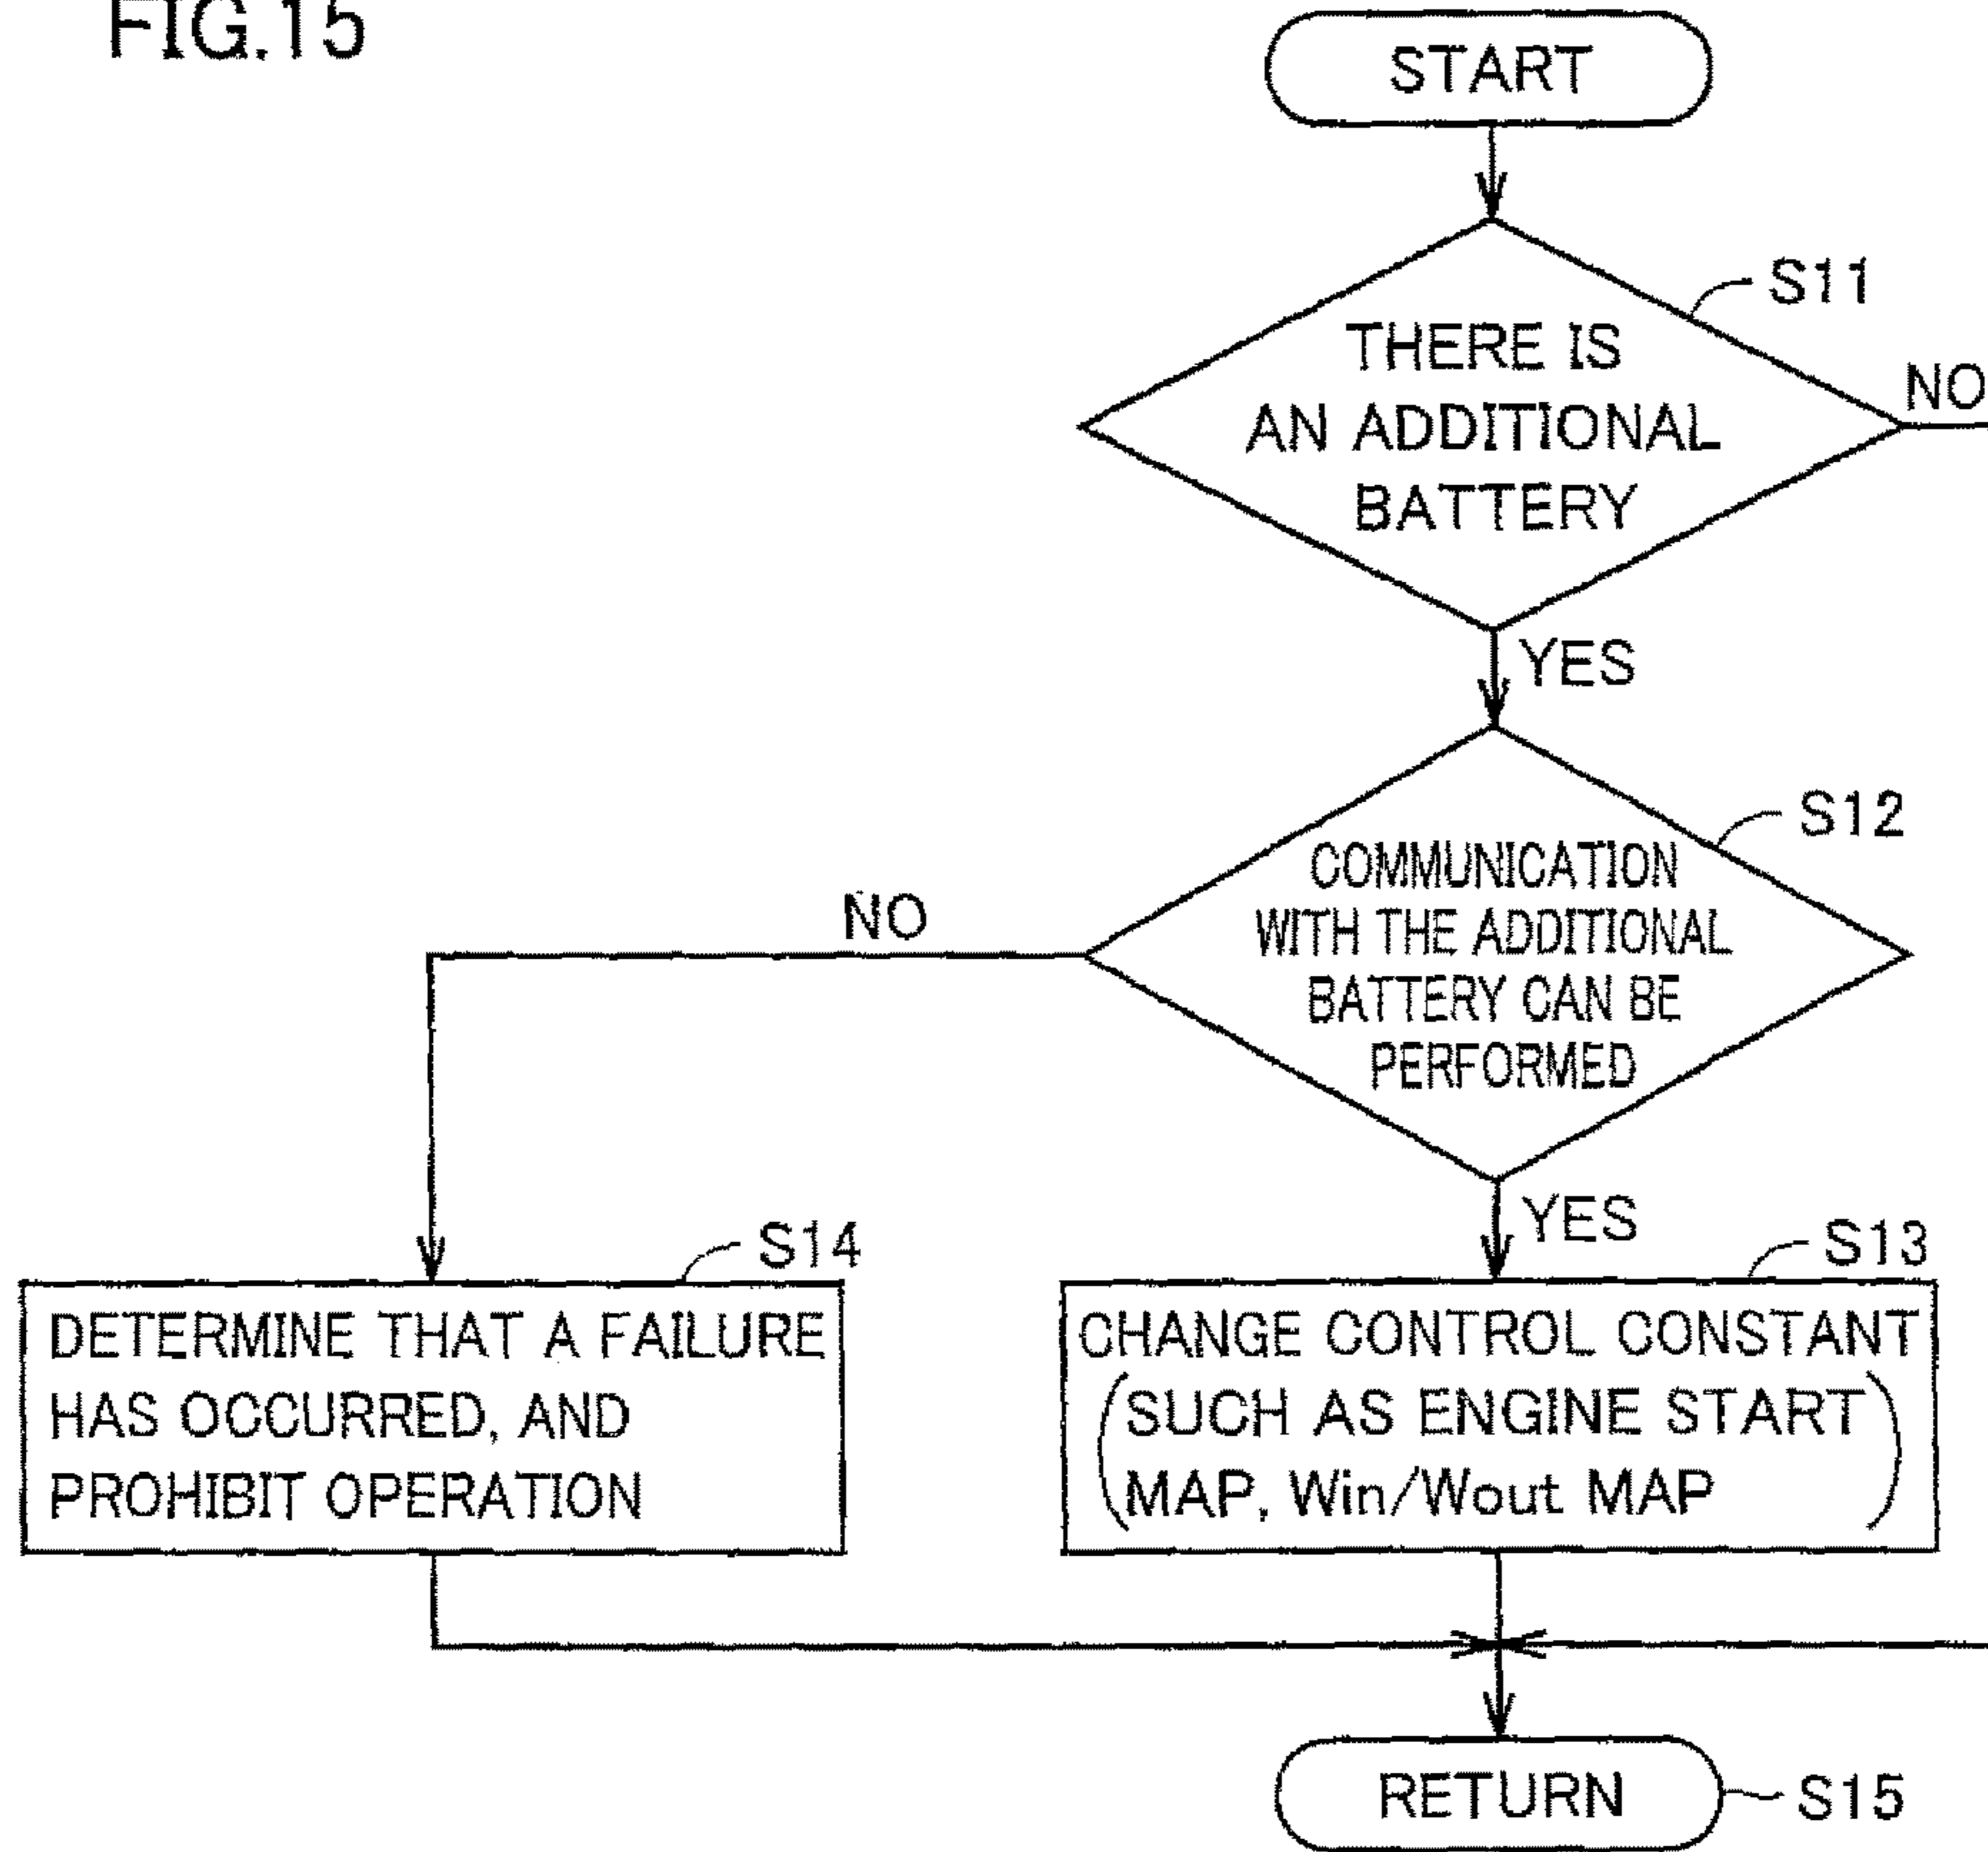 FIG.15
START
S11
THERE IS
AN ADDITIONAL
BATTERY
NO
YES
S12
COMMUNICATION
WITH THE ADDITIONAL
BATTERY CAN BE
PERFORMED
NO
YES
S14
DETERMINE THAT A FAILURE
HAS OCCURRED, AND
PROHIBIT OPERATION
S13
CHANGE CONTROL CONSTANT
(SUCH AS ENGINE START
MAP, Win/Wout MAP)
RETURN
S15